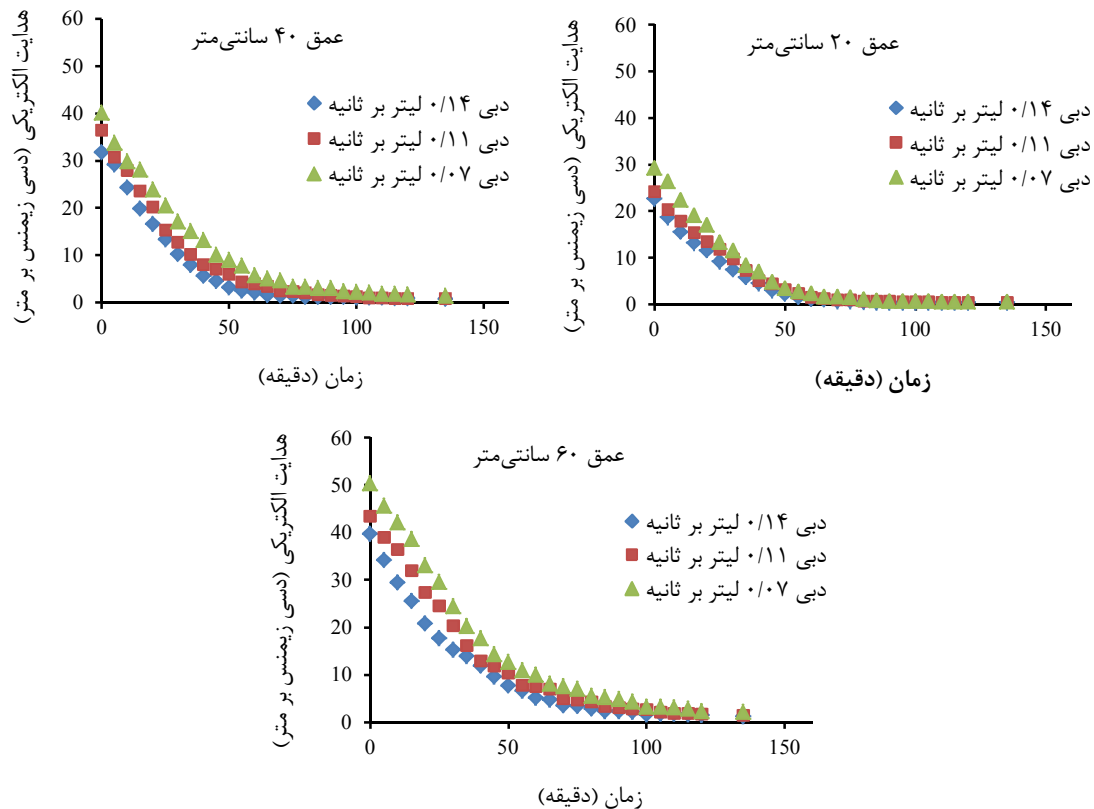 عمق ۴۰ سانتی‌متر
هدایت الکتریکی (دسی زیمنس بر متر)
60
50
40
30
20
10
0
دبی ۰/۱۴ لیتر بر ثانیه
دبی ۰/۱۱ لیتر بر ثانیه
دبی ۰/۰۷ لیتر بر ثانیه
0 50 100 150
زمان (دقیقه)
عمق ۲۰ سانتی‌متر
هدایت الکتریکی (دسی زیمنس بر متر)
60
50
40
30
20
10
0
دبی ۰/۱۴ لیتر بر ثانیه
دبی ۰/۱۱ لیتر بر ثانیه
دبی ۰/۰۷ لیتر بر ثانیه
0 50 100 150
زمان (دقیقه)
عمق ۶۰ سانتی‌متر
هدایت الکتریکی (دسی زیمنس بر متر)
60
50
40
30
20
10
0
دبی ۰/۱۴ لیتر بر ثانیه
دبی ۰/۱۱ لیتر بر ثانیه
دبی ۰/۰۷ لیتر بر ثانیه
0 50 100 150
زمان (دقیقه)